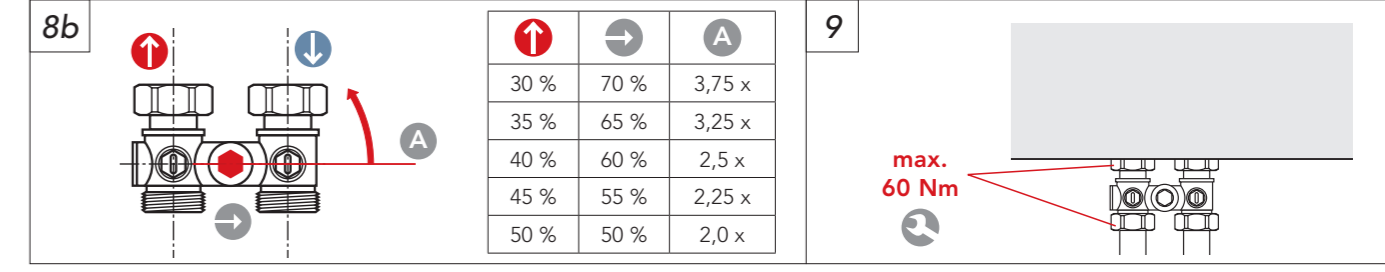 8b
A
A
30 % 70 % 3,75 x
35 % 65 % 3,25 x
40 % 60 % 2,5 x
45 % 55 % 2,25 x
50 % 50 % 2,0 x
9
max.
60 Nm